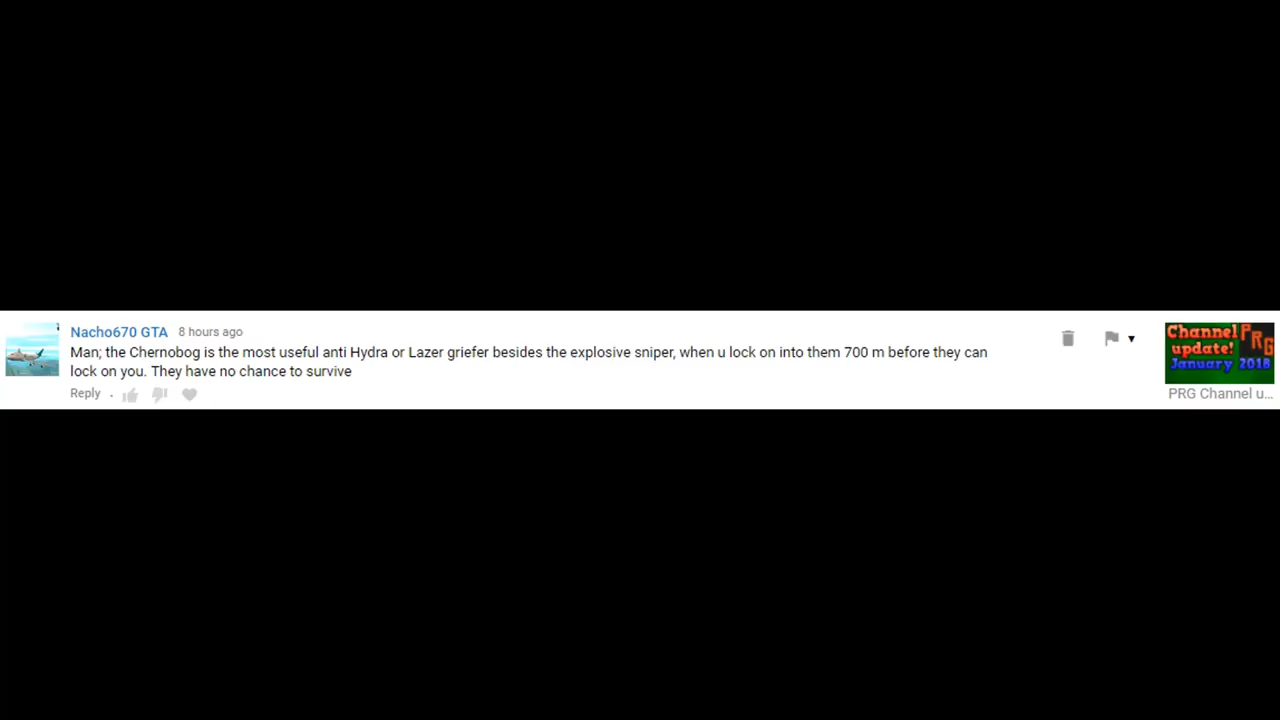 Nacho670 GTA 8 hours ago
Man; the Chernobog is the most useful anti Hydra or Lazer griefer besides the explosive sniper, when u lock on into them 700 m before they can
lock on you. They have no chance to survive
Reply
Channel
update!
January 2018
PRG
PRG Channel u...